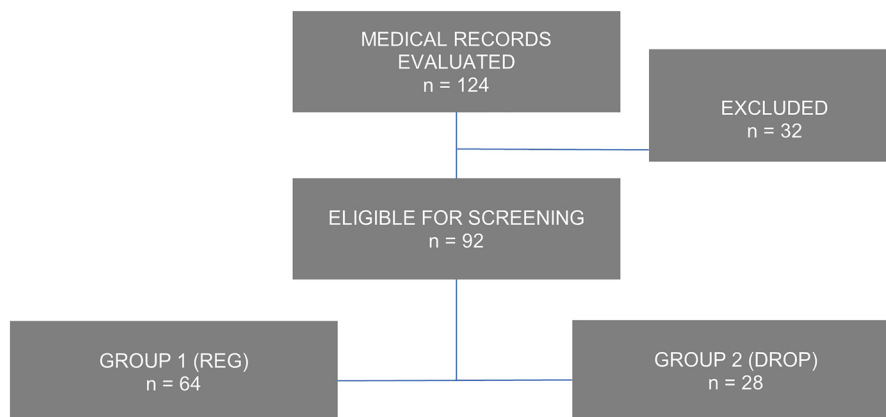 MEDICAL RECORDS
EVALUATED
n = 124
EXCLUDED
n = 32
ELIGIBLE FOR SCREENING
n = 92
GROUP 1 (REG)
n = 64
GROUP 2 (DROP)
n = 28